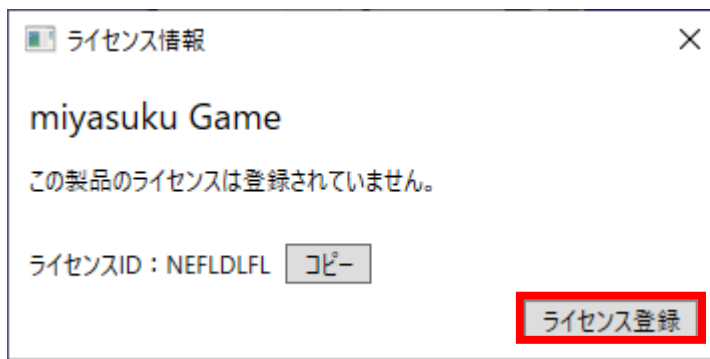 ライセンス情報
miyasuku Game
この製品のライセンスは登録されていません。
ライセンスID：NEFLDLFL コピー
ライセンス登録